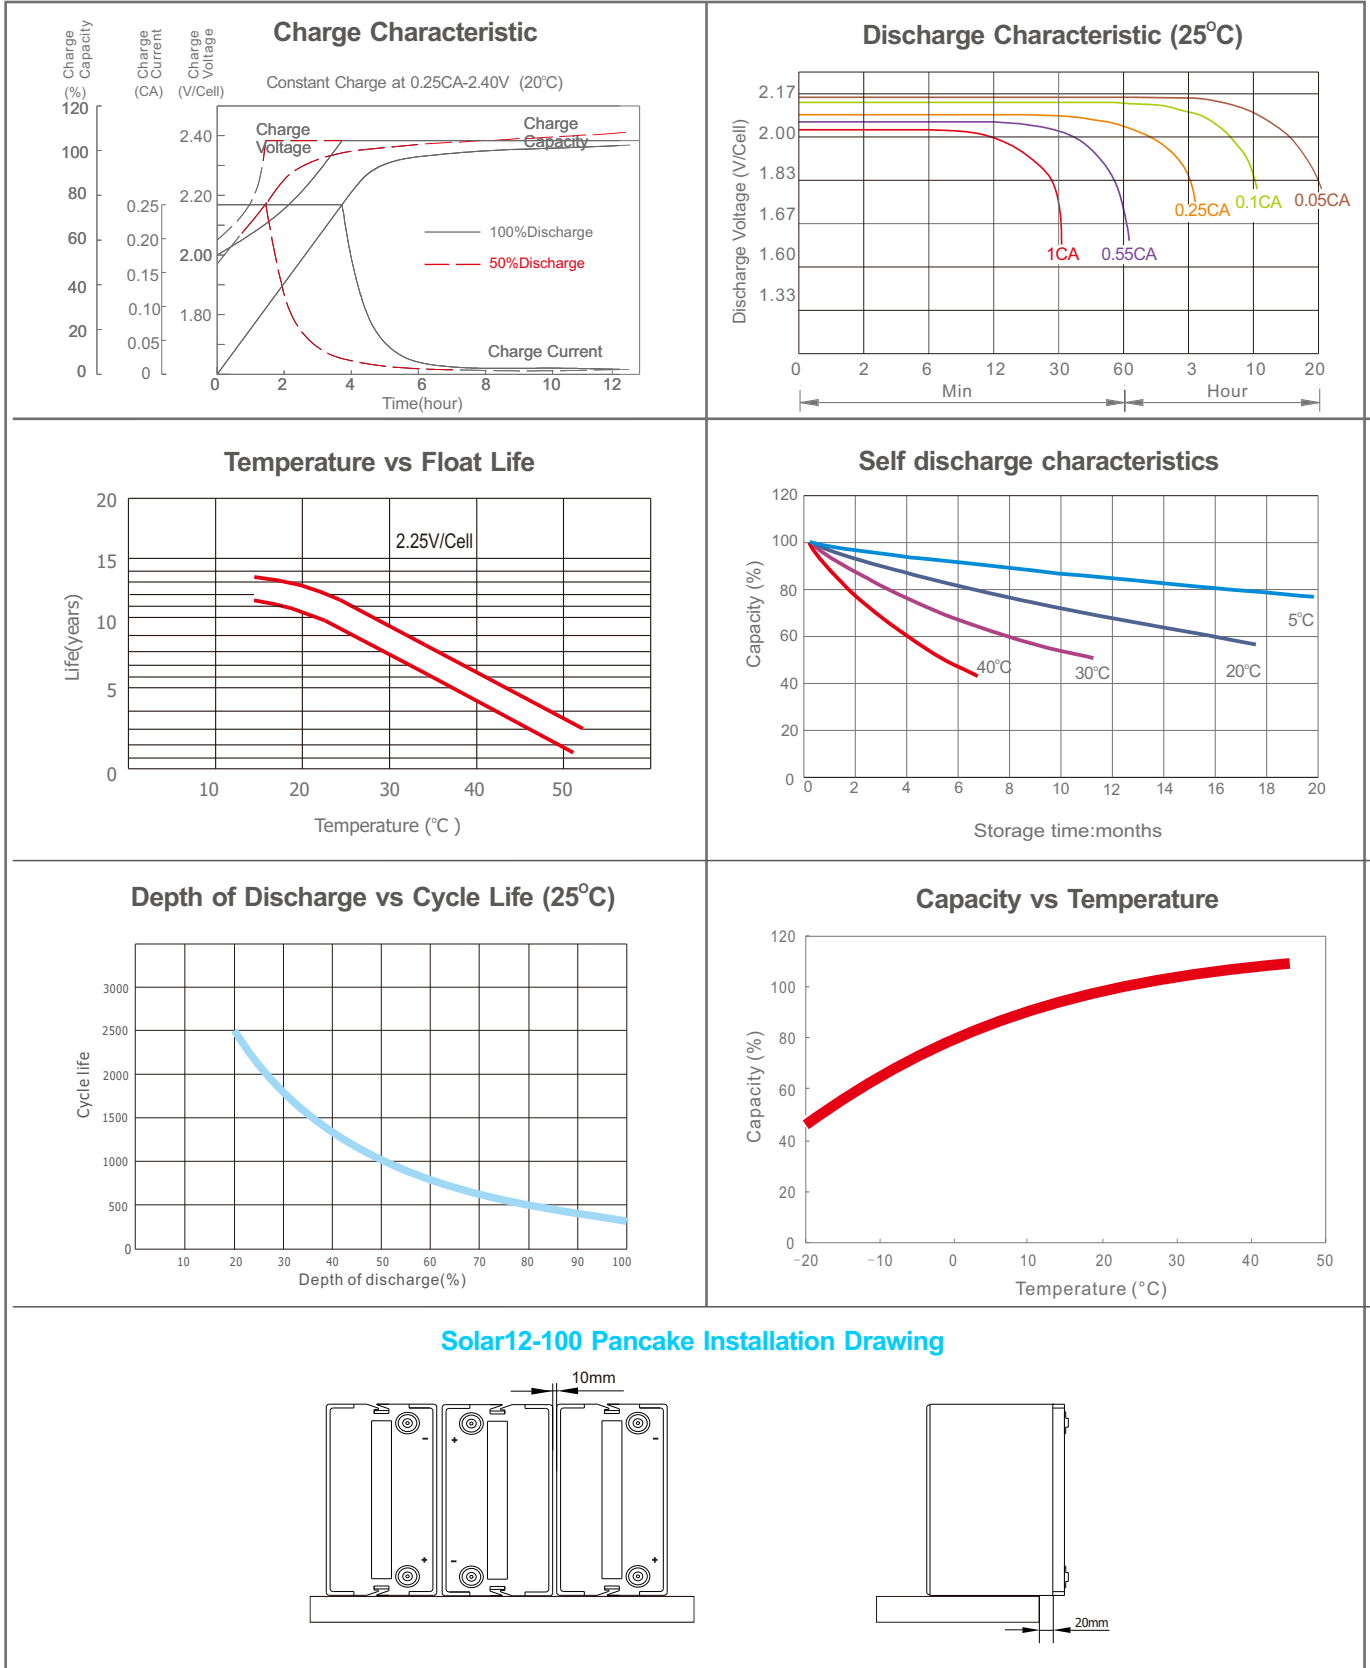 Charge Characteristic
Charge Capacity (%)
Charge Current (CA)
Charge Voltage (V/Cell)
Constant Charge at 0.25CA-2.40V (20°C)
120
100
80
60
40
20
0
0.25
0.20
0.15
0.10
0.05
0
2.40
2.20
2.00
1.80
Charge Voltage
Charge Capacity
100%Discharge
50%Discharge
Charge Current
0 2 4 6 8 10 12
Time(hour)
Discharge Characteristic (25°C)
Discharge Voltage (V/Cell)
2.17
2.00
1.83
1.67
1.60
1.33
1CA 0.55CA 0.25CA 0.1CA 0.05CA
0 2 6 12 30 60 3 10 20
Min Hour
Temperature vs Float Life
Life(years)
20
15
10
5
0
2.25V/Cell
10 20 30 40 50
Temperature (°C )
Self discharge characteristics
Capacity (%)
120
100
80
60
40
20
0
40°C 30°C 20°C 5°C
0 2 4 6 8 10 12 14 16 18 20
Storage time:months
Depth of Discharge vs Cycle Life (25°C)
Cycle life
3000
2500
2000
1500
1000
500
0
10 20 30 40 50 60 70 80 90 100
Depth of discharge(%)
Capacity vs Temperature
Capacity (%)
120
100
80
60
40
20
0
−20 −10 0 10 20 30 40 50
Temperature (°C)
Solar12-100 Pancake Installation Drawing
10mm
- + -
+ - +
20mm